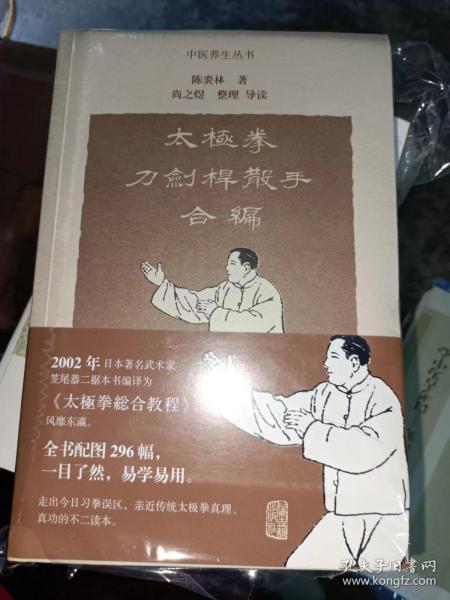 中医养生丛书
陈炎林 著
尚之煜 整理 导读
太極拳
刀劍桿散手
合編
2002年日本著名武术家
笠尾恭二据本书编译为
《太極拳総合教程》
风靡东瀛。
全书配图296幅，
一目了然，易学易用。
走出今日习拳误区，亲近传统太极拳真理、
真功的不二读本。
孔夫子旧书网
www.kongfz.com